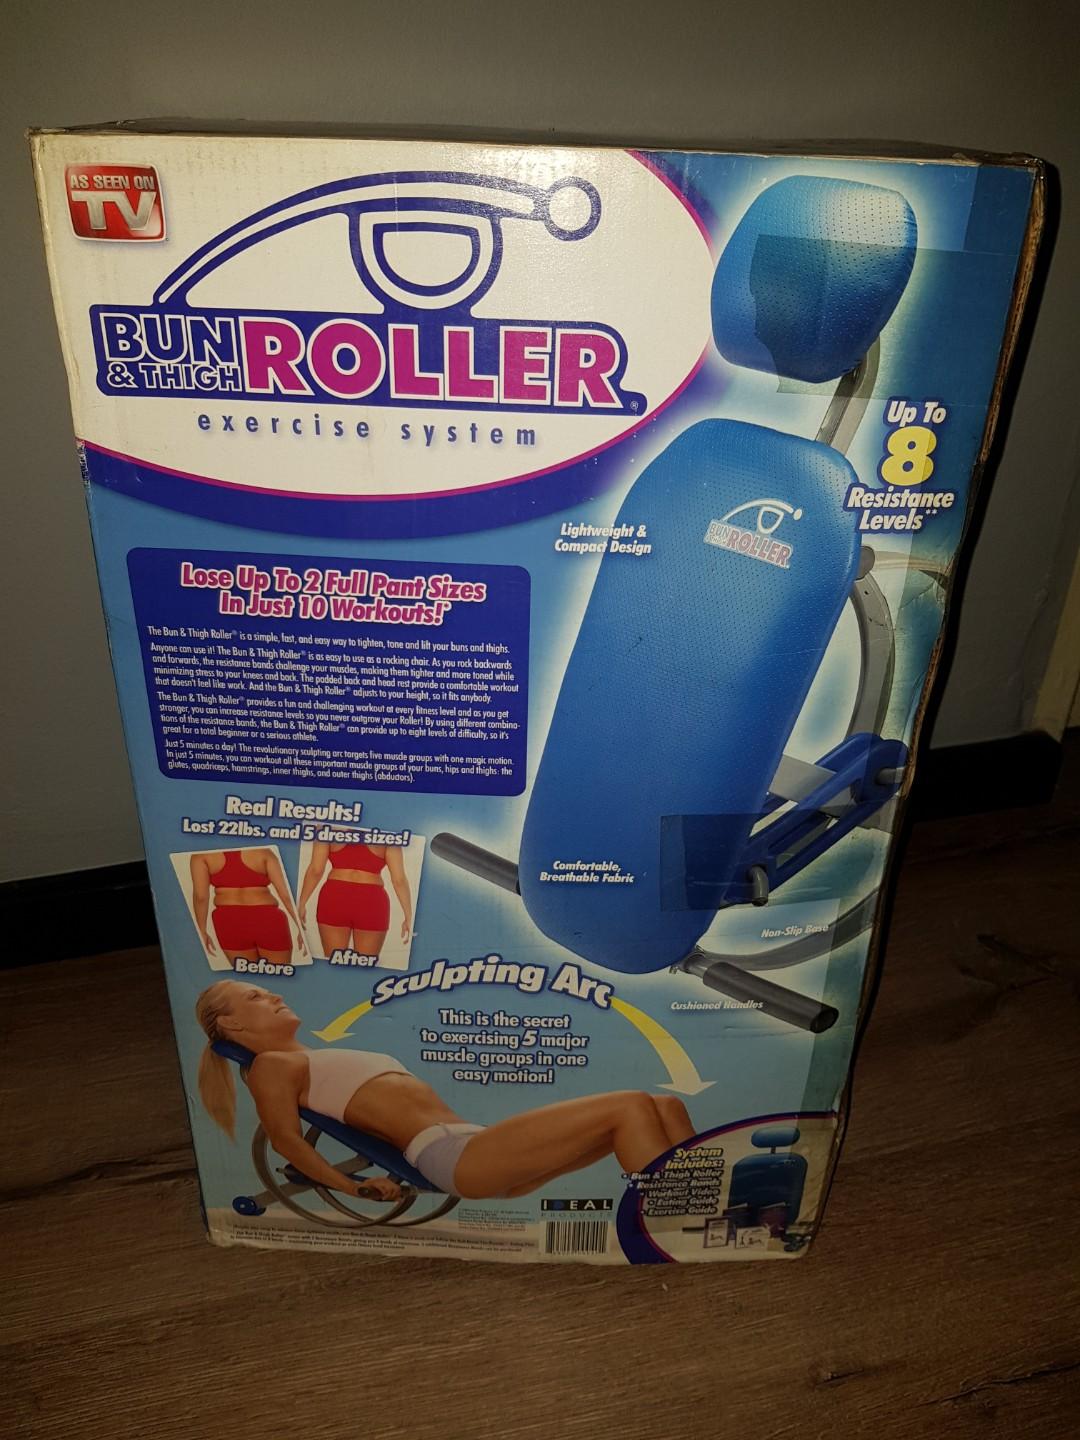 AS SEEN ON
TV
BUN
& THIGH
ROLLER®
exercise system
Up To
8
Resistance
Levels**
Lightweight &
Compact Design
BUN
ROLLER
Lose Up To 2 Full Pant Sizes
In Just 10 Workouts!*
The Bun & Thigh Roller® is a simple, fast, and easy way to tighten, tone and lift your buns and thighs.
Anyone can use it! The Bun & Thigh Roller® is as easy to use as a rocking chair. As you rock backwards
and forwards, the resistance bands challenge your muscles, making them tighter and more toned while
minimizing stress to your knees and back. The padded back and head rest provide a comfortable workout
that doesn't feel like work. And the Bun & Thigh Roller® adjusts to your height, so it fits anybody.
The Bun & Thigh Roller® provides a fun and challenging workout at every fitness level and as you get
stronger, you can increase resistance levels so you never outgrow your Roller! By using different combina-
tions of the resistance bands, the Bun & Thigh Roller® can provide up to eight levels of difficulty, so it's
great for a total beginner or a serious athlete.
Just 5 minutes a day! The revolutionary sculpting arc targets five muscle groups with one magic motion.
In just 5 minutes, you can workout all these important muscle groups of your buns, hips and thighs: the
glutes, quadriceps, hamstrings, inner thighs, and outer thighs (abductors).
Real Results!
Lost 22lbs. and 5 dress sizes!
Before
After
Comfortable,
Breathable Fabric
Non-Slip Base
Cushioned Handles
Sculpting Arc
This is the secret
to exercising 5 major
muscle groups in one
easy motion!
System
Includes:
• Bun & Thigh Roller
• Resistance Bands
• Workout Video
• Eating Guide
• Exercise Guide
IDEAL
PRODUCTS